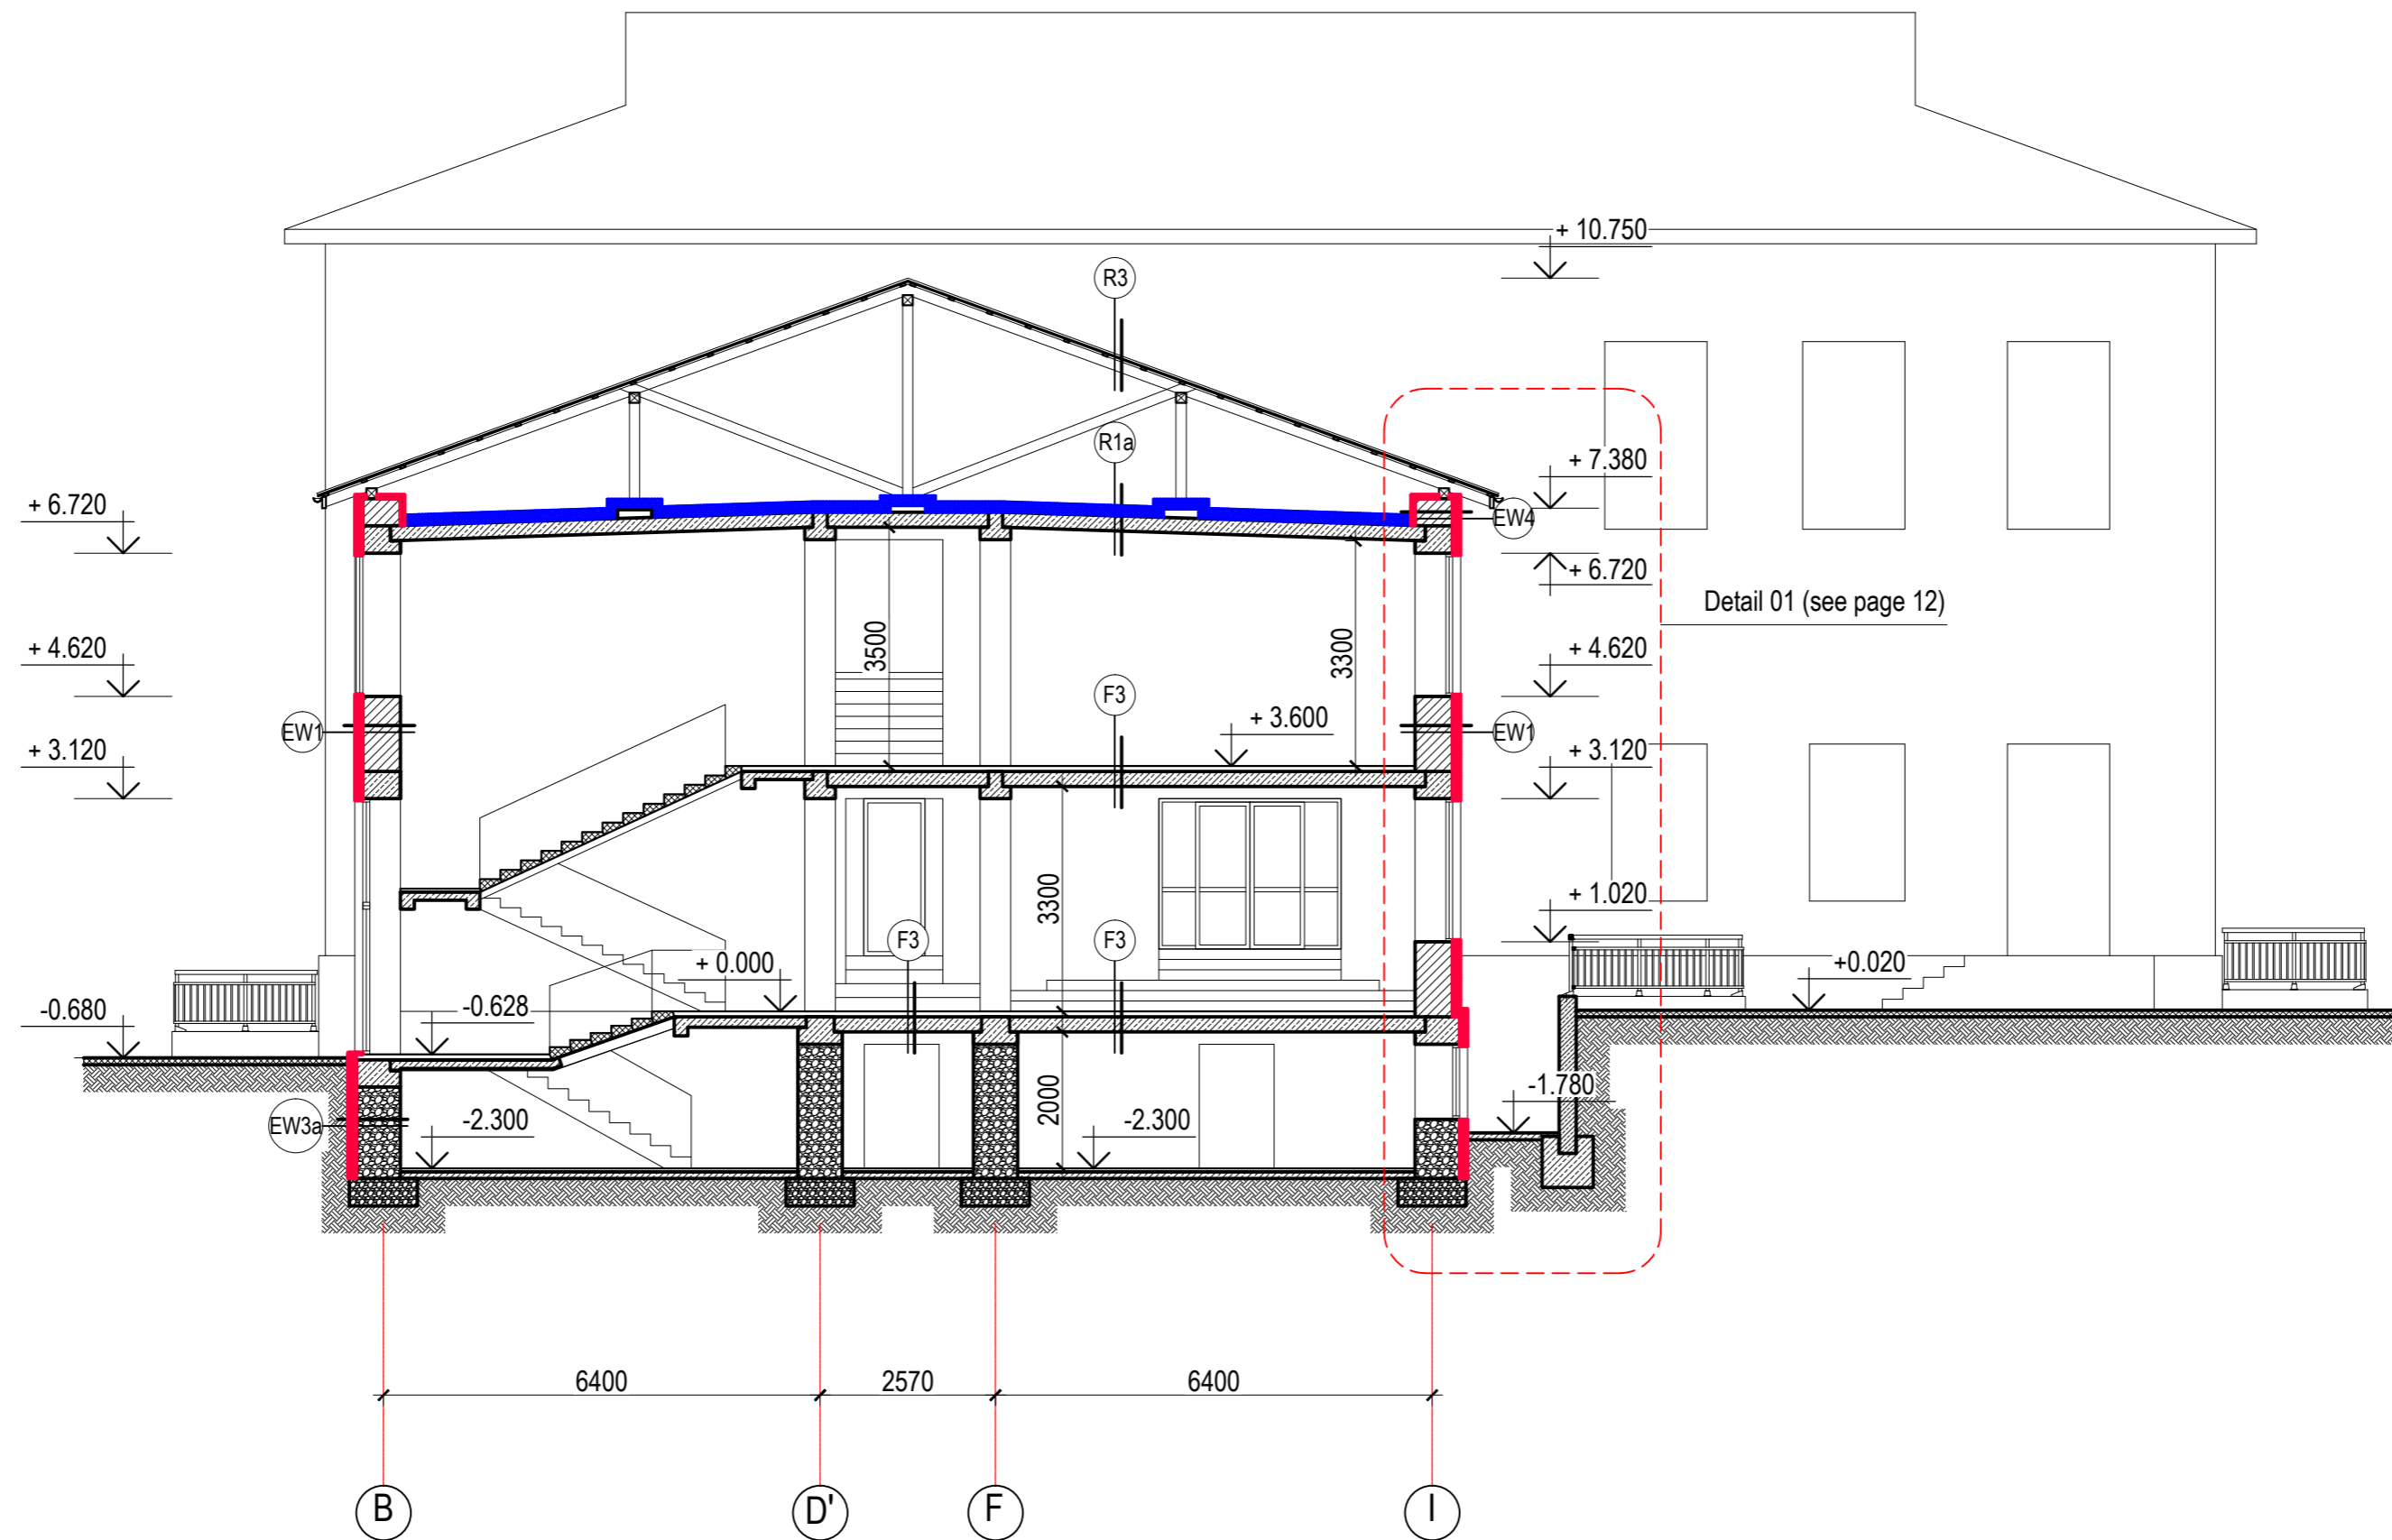 + 10.750
R3
R1a
+ 7.380
+ 6.720
EW4
+ 6.720
Detail 01 (see page 12)
3500
3300
+ 4.620
+ 4.620
F3
+ 3.600
EW1
EW1
+ 3.120
+ 3.120
3300
+ 1.020
F3
F3
+ 0.000
+0.020
-0.680
-0.628
-1.780
2000
EW3a
-2.300
-2.300
6400
2570
6400
B
D'
F
I